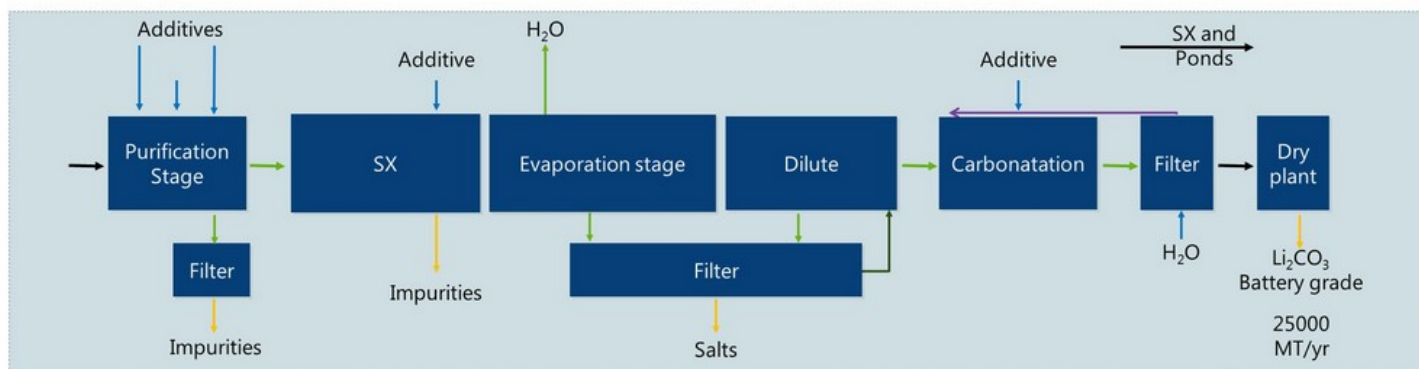 Additives
H₂O
Additive
Additive
SX and
Ponds
Purification
Stage
SX
Evaporation stage
Dilute
Carbonatation
Filter
Dry
plant
Filter
Impurities
Impurities
Filter
Salts
H₂O
Li₂CO₃
Battery grade
25000
MT/yr